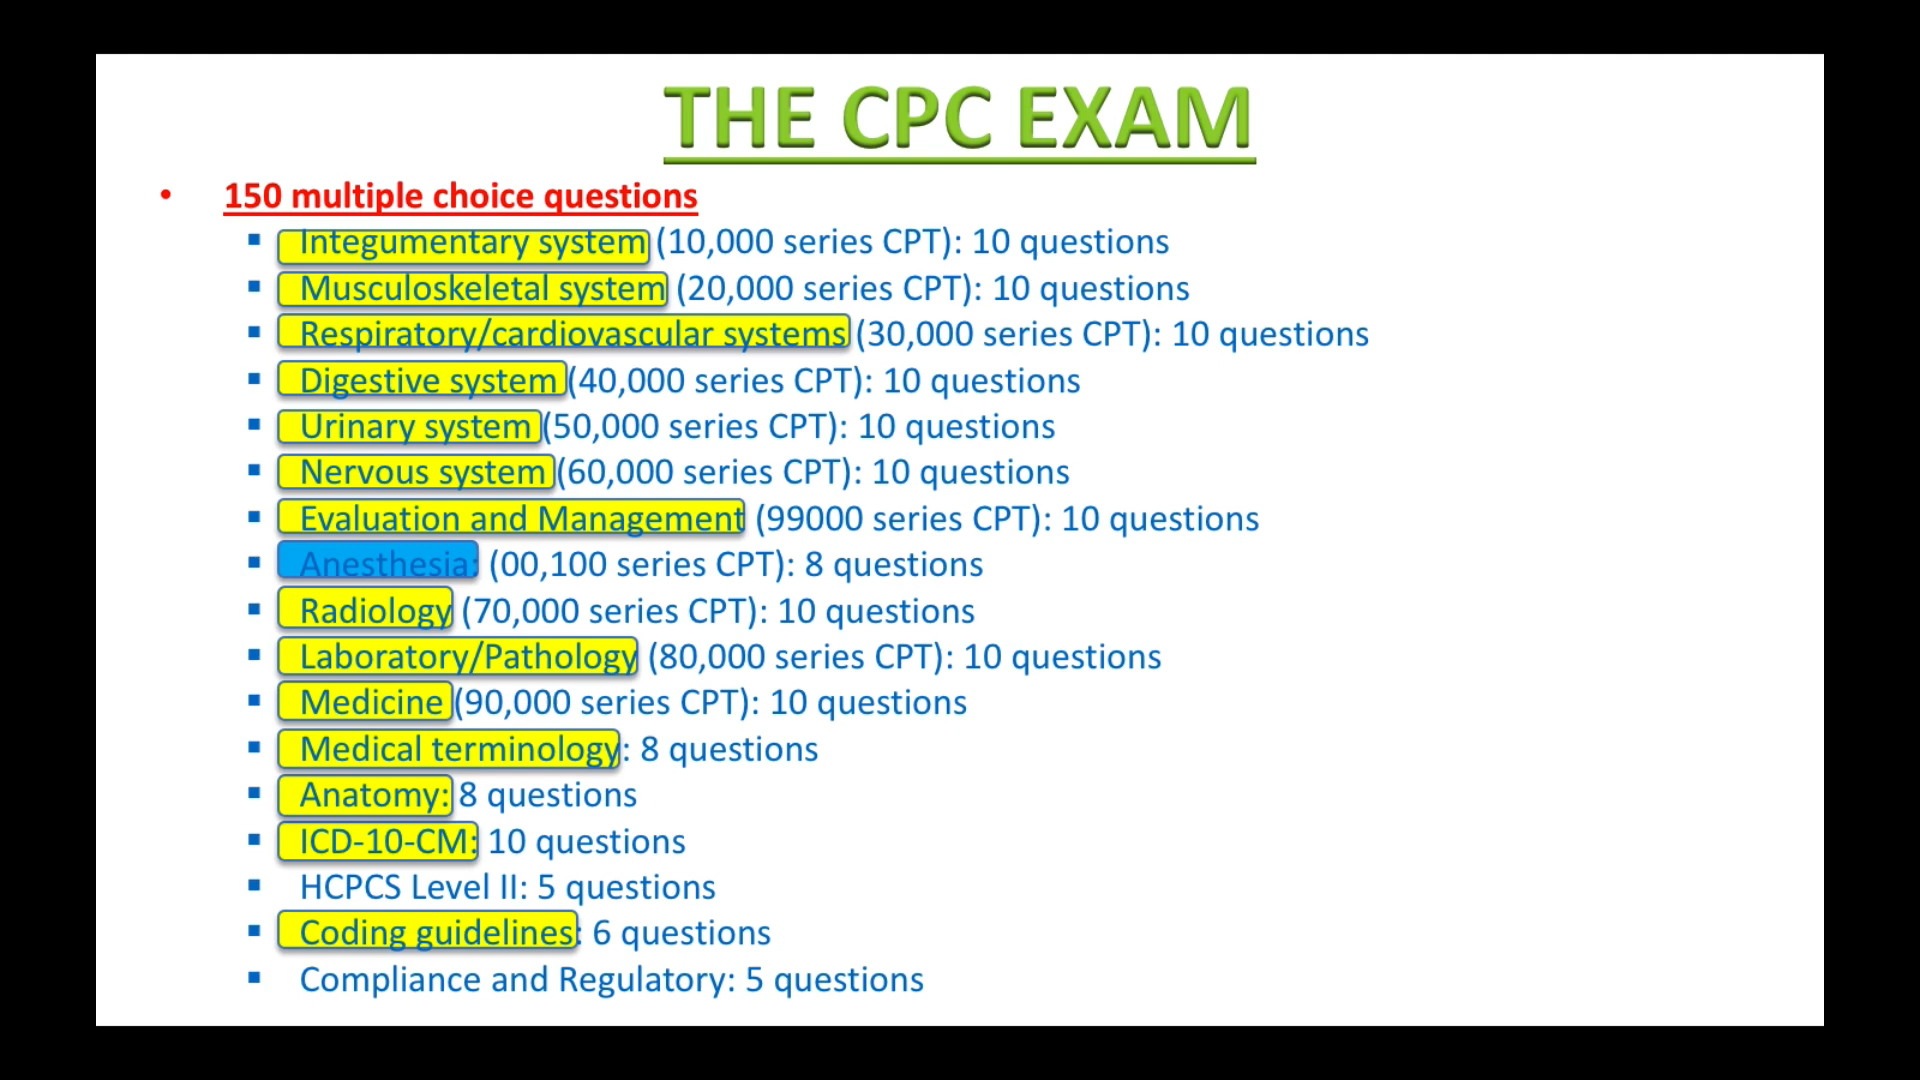 THE CPC EXAM
• 150 multiple choice questions
▪ Integumentary system (10,000 series CPT): 10 questions
▪ Musculoskeletal system (20,000 series CPT): 10 questions
▪ Respiratory/cardiovascular systems (30,000 series CPT): 10 questions
▪ Digestive system (40,000 series CPT): 10 questions
▪ Urinary system (50,000 series CPT): 10 questions
▪ Nervous system (60,000 series CPT): 10 questions
▪ Evaluation and Management (99000 series CPT): 10 questions
▪ Anesthesia: (00,100 series CPT): 8 questions
▪ Radiology (70,000 series CPT): 10 questions
▪ Laboratory/Pathology (80,000 series CPT): 10 questions
▪ Medicine (90,000 series CPT): 10 questions
▪ Medical terminology: 8 questions
▪ Anatomy: 8 questions
▪ ICD-10-CM: 10 questions
▪ HCPCS Level II: 5 questions
▪ Coding guidelines: 6 questions
▪ Compliance and Regulatory: 5 questions